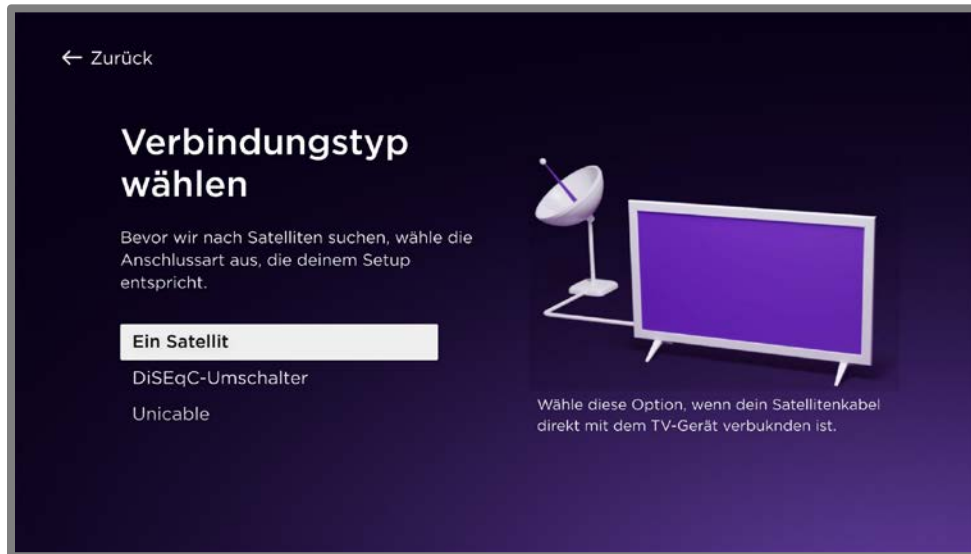 ← Zurück
Verbindungstyp
wählen
Bevor wir nach Satelliten suchen, wähle die
Anschlussart aus, die deinem Setup
entspricht.
Ein Satellit
DiSEqC-Umschalter
Unicable
Wähle diese Option, wenn dein Satellitenkabel
direkt mit dem TV-Gerät verbuknden ist.